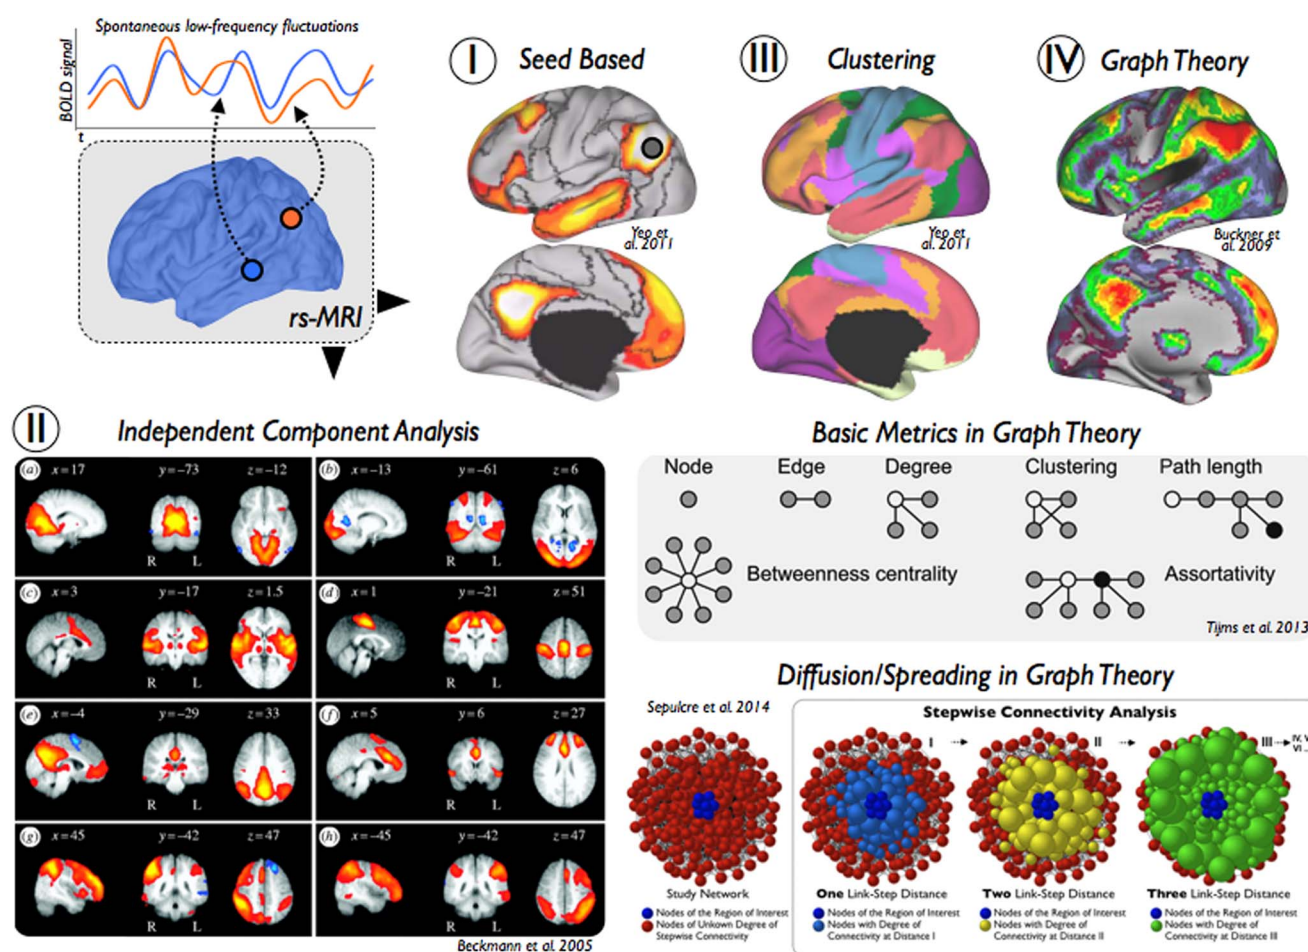 Spontaneous low-frequency fluctuations
BOLD signal
t
rs-MRI
I Seed Based
Yeo et
al. 2011
III Clustering
Yeo et
al. 2011
IV Graph Theory
Buckner et
al. 2009
II Independent Component Analysis
(a) x=17 y=−73 z=−12
R L
(b) x=−13 y=−61 z=6
R L
(c) x=3 y=−17 z=1.5
R L
(d) x=1 y=−21 z=51
R L
(e) x=−4 y=−29 z=33
R L
(f) x=5 y=6 z=27
R L
(g) x=45 y=−42 z=47
R L
(h) x=−45 y=−42 z=47
R L
Beckmann et al. 2005
Basic Metrics in Graph Theory
Node Edge Degree Clustering Path length
Betweenness centrality Assortativity
Tijms et al. 2013
Diffusion/Spreading in Graph Theory
Sepulcre et al. 2014
Stepwise Connectivity Analysis
I II III IV, V
VI ..
Study Network
Nodes of the Region of Interest
Nodes of Unkown Degree of
Stepwise Connectivity
One Link-Step Distance
Nodes of the Region of Interest
Nodes with Degree of
Connectivity at Distance I
Two Link-Step Distance
Nodes of the Region of Interest
Nodes with Degree of
Connectivity at Distance II
Three Link-Step Distance
Nodes of the Region of Interest
Nodes with Degree of
Connectivity at Distance III